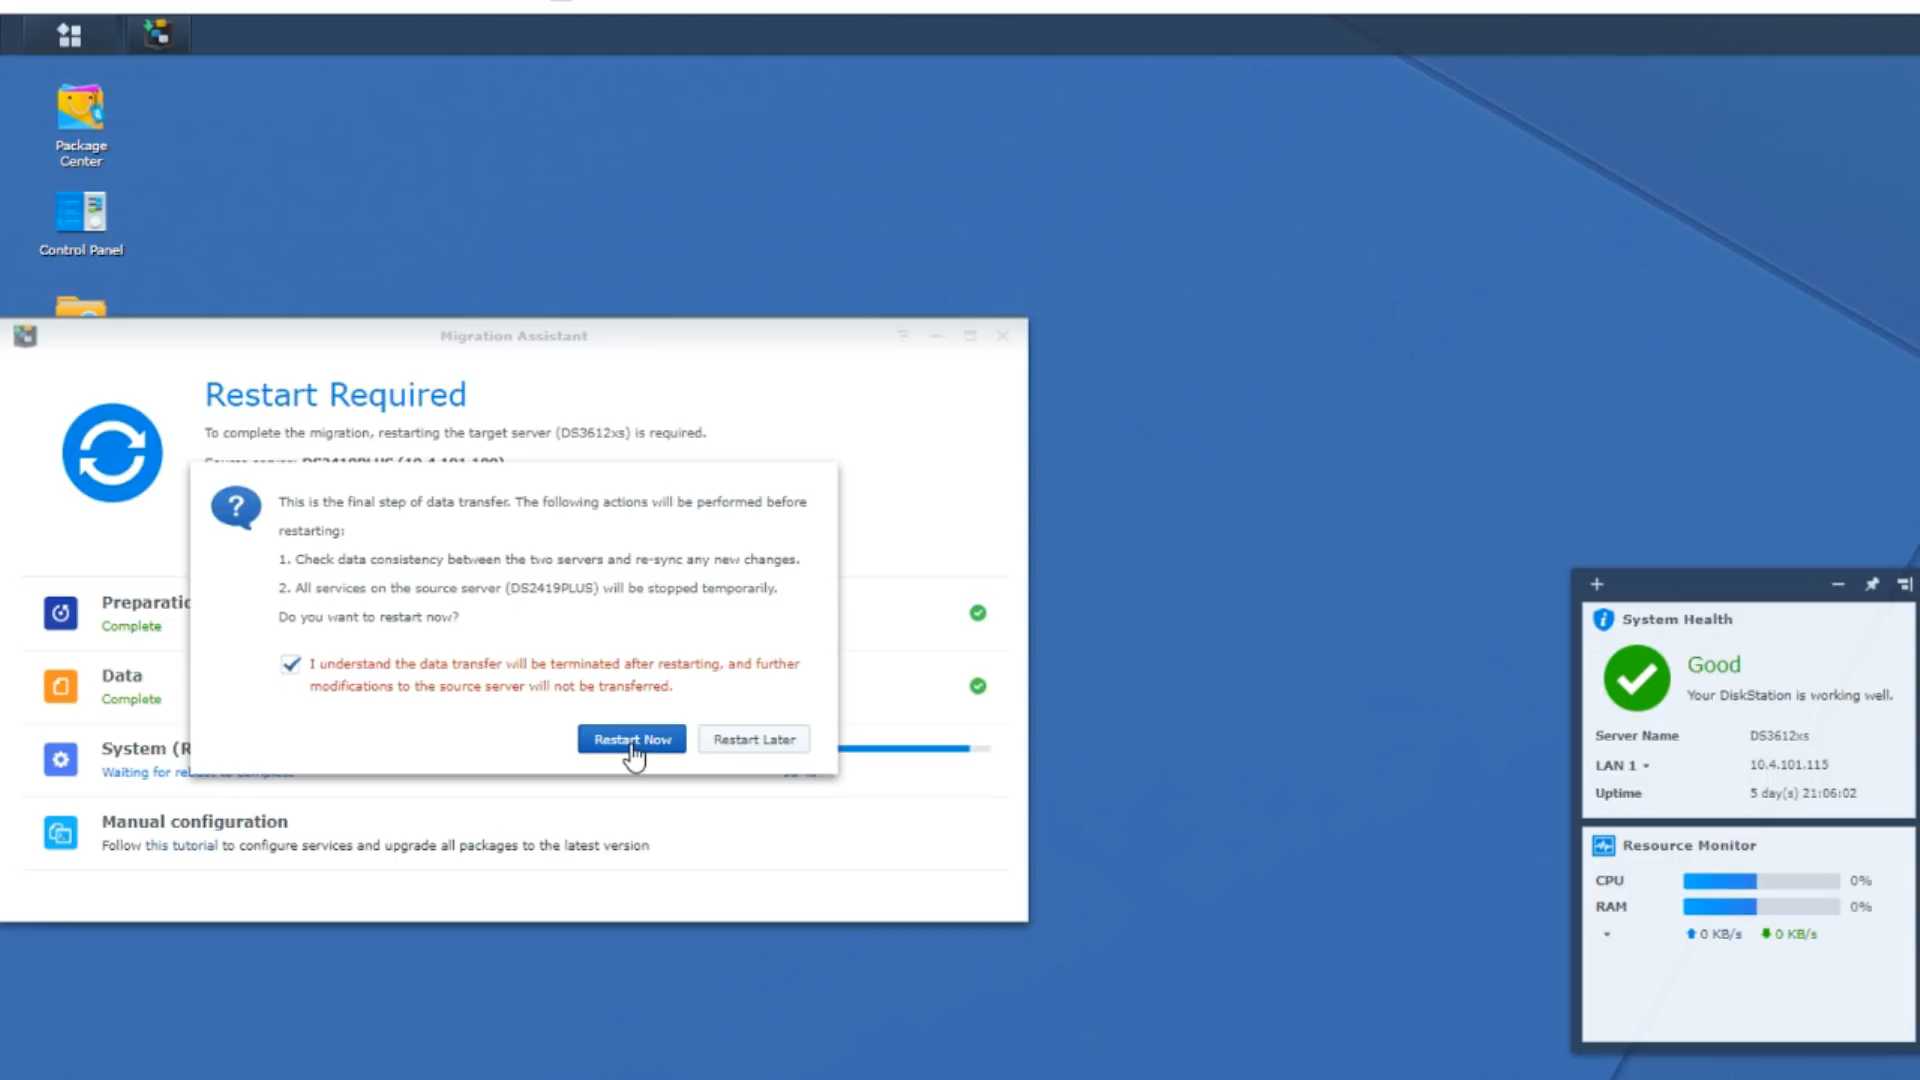 Package
Center
Control Panel
Migration Assistant
Restart Required
To complete the migration, restarting the target server (DS3612xs) is required.
This is the final step of data transfer. The following actions will be performed before
restarting:
1. Check data consistency between the two servers and re-sync any new changes.
2. All services on the source server (DS2419PLUS) will be stopped temporarily.
Do you want to restart now?
I understand the data transfer will be terminated after restarting, and further
modifications to the source server will not be transferred.
Restart Now
Restart Later
Preparatio
Complete
Data
Complete
System (R
Waiting for re
Manual configuration
Follow this tutorial to configure services and upgrade all packages to the latest version
System Health
Good
Your DiskStation is working well.
Server Name DS3612xs
LAN 1 10.4.101.115
Uptime 5 day(s) 21:06:02
Resource Monitor
CPU 0%
RAM 0%
0 KB/s 0 KB/s